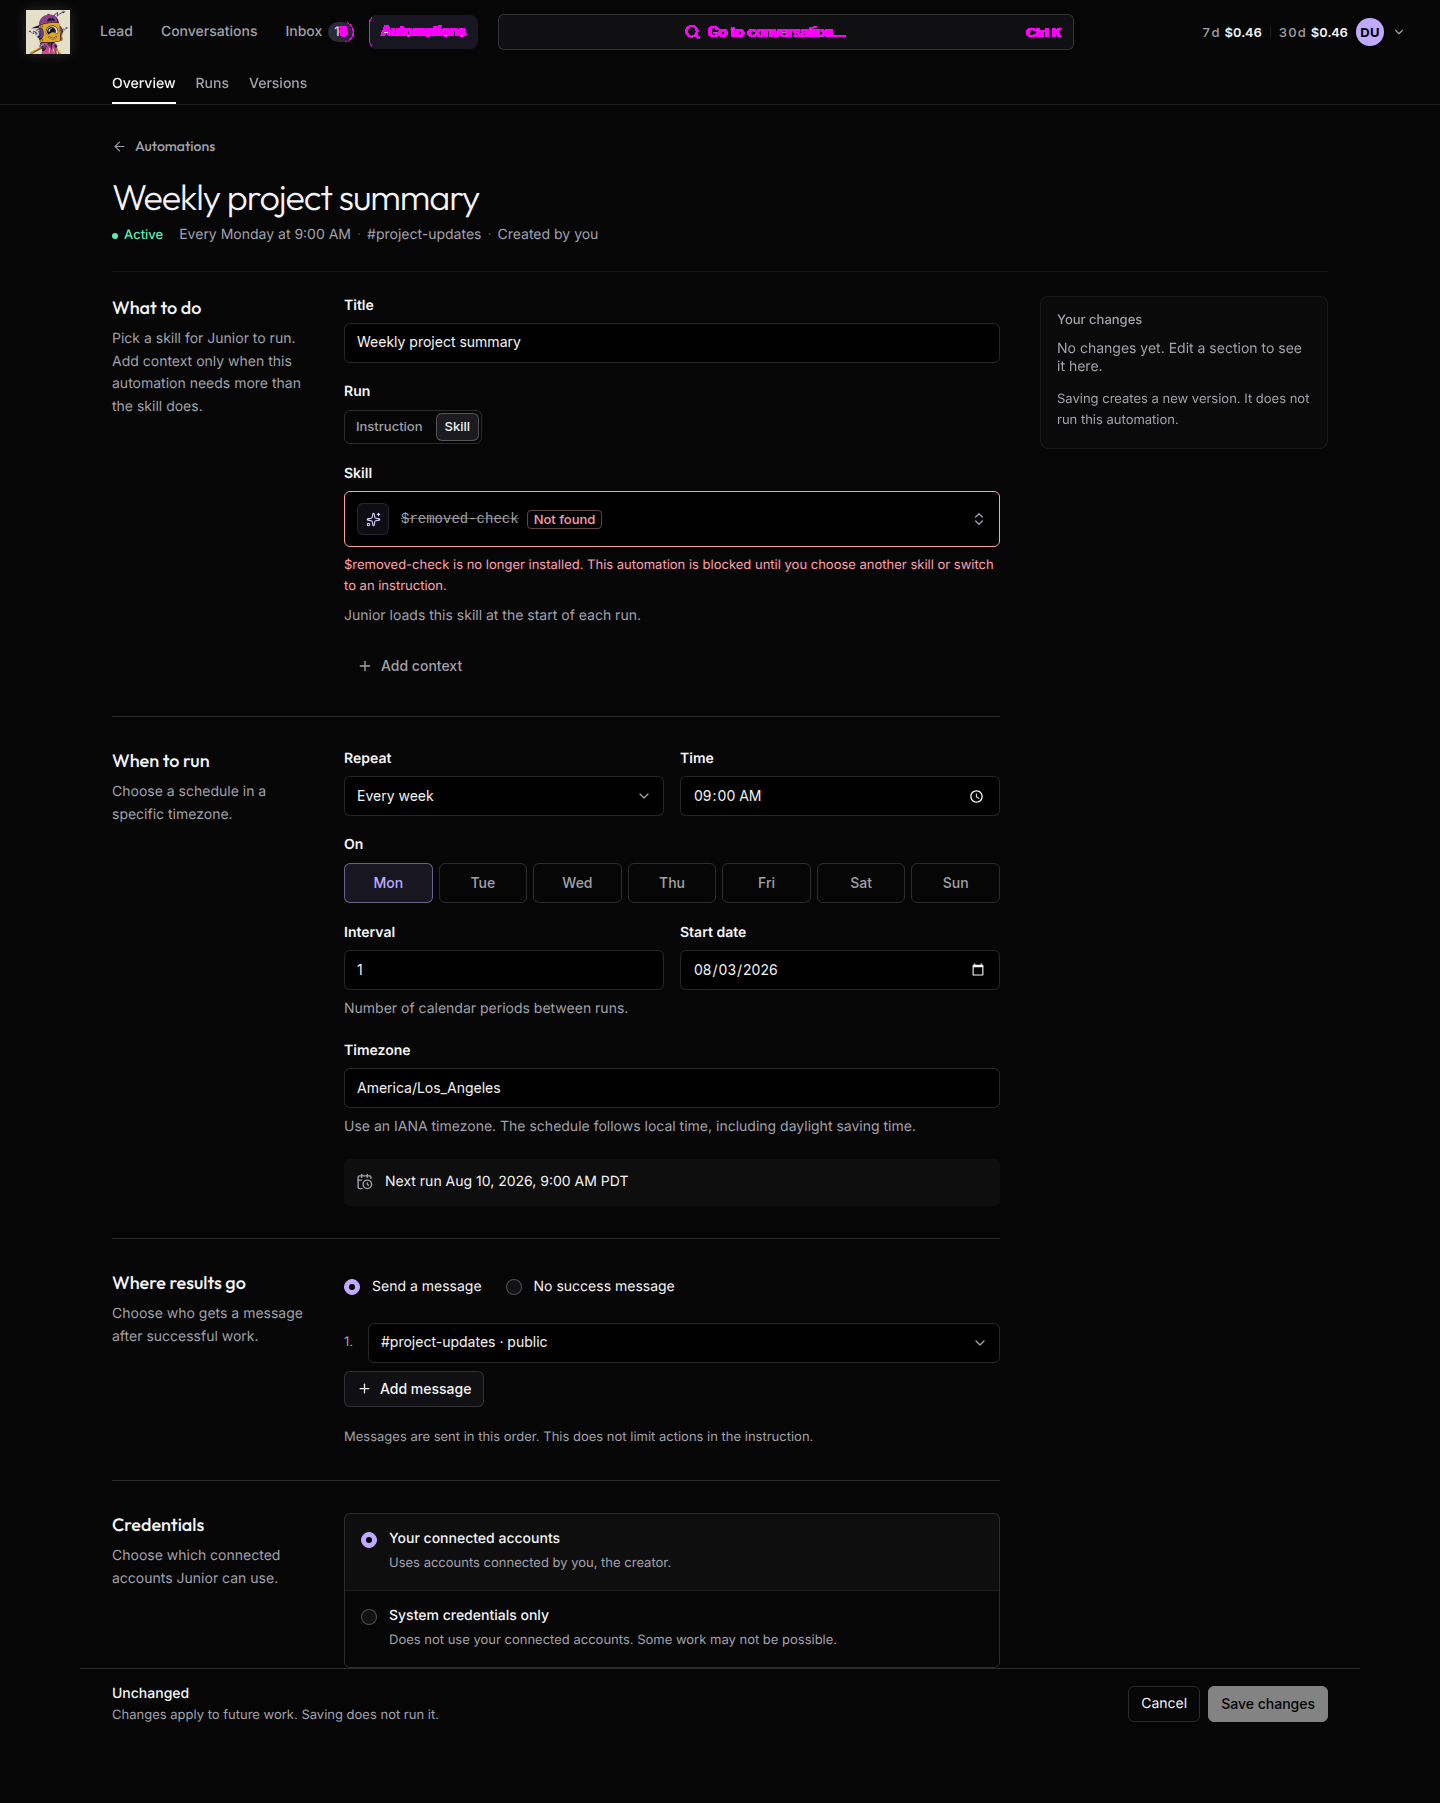 Lead
Conversations
Inbox
Automations
Go to conversation...
Ctrl K
7d $0.46
30d $0.46
DU
Overview
Runs
Versions
Automations
Weekly project summary
Active
Every Monday at 9:00 AM · #project-updates · Created by you
What to do
Pick a skill for Junior to run.
Add context only when this
automation needs more than
the skill does.
Title
Weekly project summary
Run
Instruction
Skill
Skill
$removed-check
Not found
$removed-check is no longer installed. This automation is blocked until you choose another skill or switch
to an instruction.
Junior loads this skill at the start of each run.
Add context
Your changes
No changes yet. Edit a section to see
it here.
Saving creates a new version. It does not
run this automation.
When to run
Choose a schedule in a
specific timezone.
Repeat
Every week
Time
09:00 AM
On
Mon
Tue
Wed
Thu
Fri
Sat
Sun
Interval
1
Number of calendar periods between runs.
Start date
08/03/2026
Timezone
America/Los_Angeles
Use an IANA timezone. The schedule follows local time, including daylight saving time.
Next run Aug 10, 2026, 9:00 AM PDT
Where results go
Choose who gets a message
after successful work.
Send a message
No success message
1.
#project-updates · public
Add message
Messages are sent in this order. This does not limit actions in the instruction.
Credentials
Choose which connected
accounts Junior can use.
Your connected accounts
Uses accounts connected by you, the creator.
System credentials only
Does not use your connected accounts. Some work may not be possible.
Unchanged
Changes apply to future work. Saving does not run it.
Cancel
Save changes